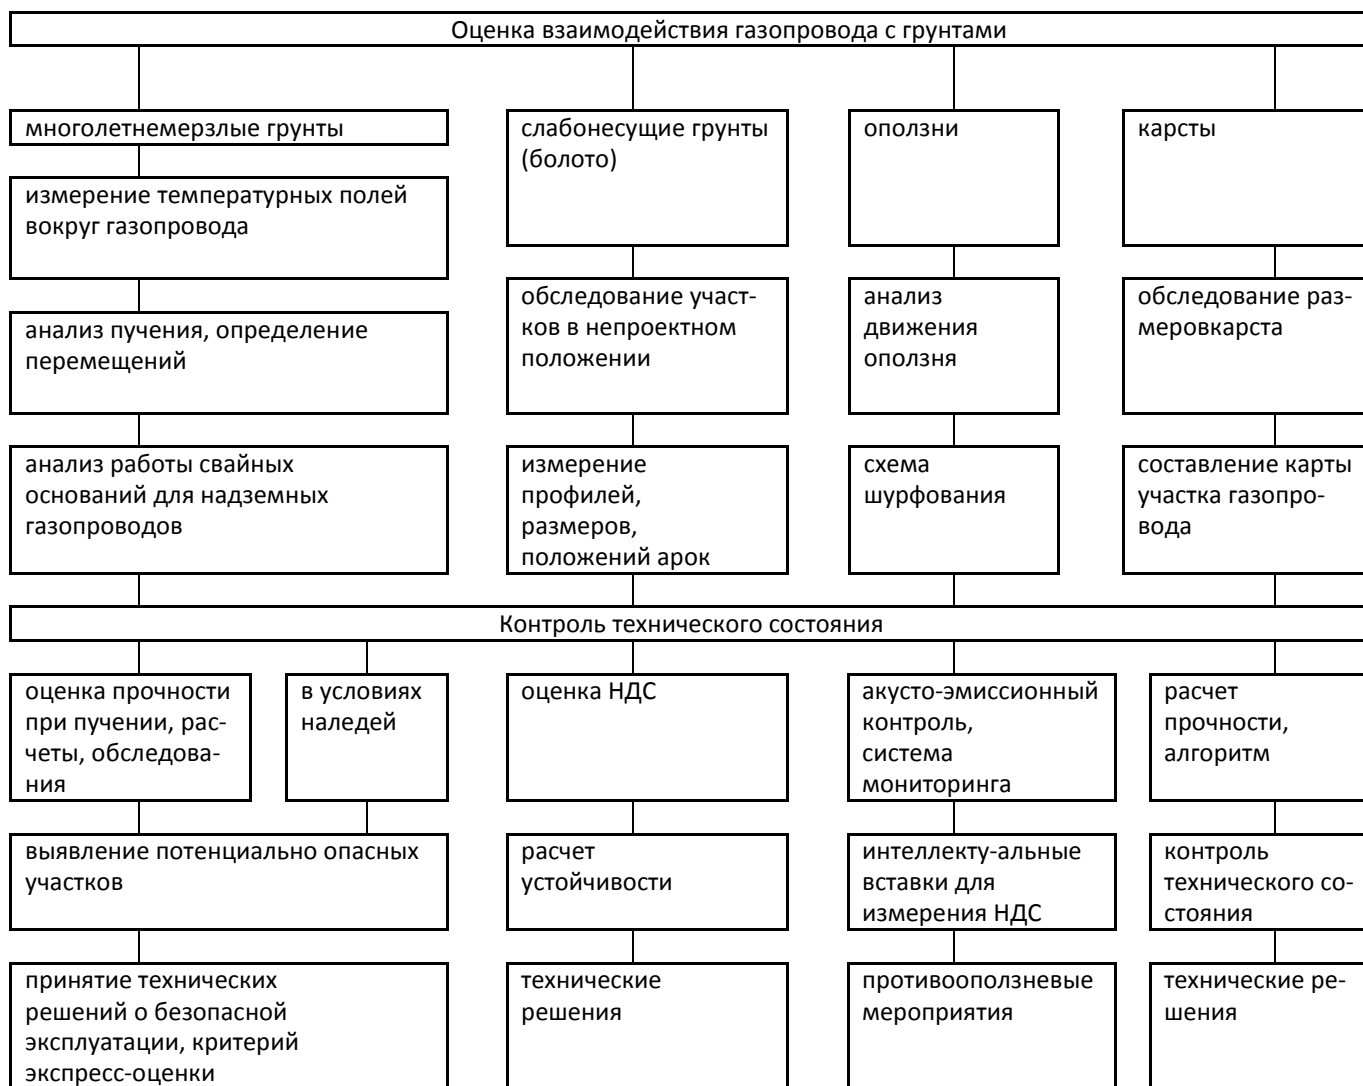 Оценка взаимодействия газопровода с грунтами
многолетнемерзлые грунты
слабонесущие грунты
(болото)
оползни
карсты
измерение температурных полей
вокруг газопровода
обследование участ-
ков в непроектном
положении
анализ
движения
оползня
обследование раз-
меровкарста
анализ пучения, определение
перемещений
анализ работы свайных
оснований для надземных
газопроводов
измерение
профилей,
размеров,
положений арок
схема
шурфования
составление карты
участка газопро-
вода
Контроль технического состояния
оценка прочности
при пучении, рас-
четы, обследова-
ния
в условиях
наледей
оценка НДС
акусто-эмиссионный
контроль,
система
мониторинга
расчет
прочности,
алгоритм
выявление потенциально опасных
участков
расчет
устойчивости
интеллекту-альные
вставки для
измерения НДС
контроль
технического со-
стояния
принятие технических
решений о безопасной
эксплуатации, критерий
экспресс-оценки
технические
решения
противооползневые
мероприятия
технические ре-
шения